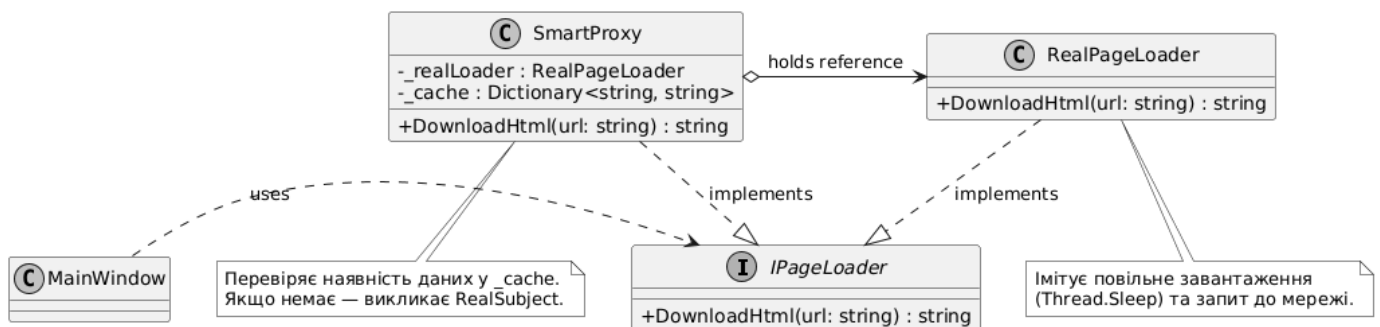 C SmartProxy
-_realLoader : RealPageLoader
-_cache : Dictionary<string, string>
+DownloadHtml(url: string) : string
holds reference
C RealPageLoader
+DownloadHtml(url: string) : string
uses
implements
implements
C MainWindow
Перевіряє наявність даних у _cache.
Якщо немає — викликає RealSubject.
I IPageLoader
+DownloadHtml(url: string) : string
Імітує повільне завантаження
(Thread.Sleep) та запит до мережі.